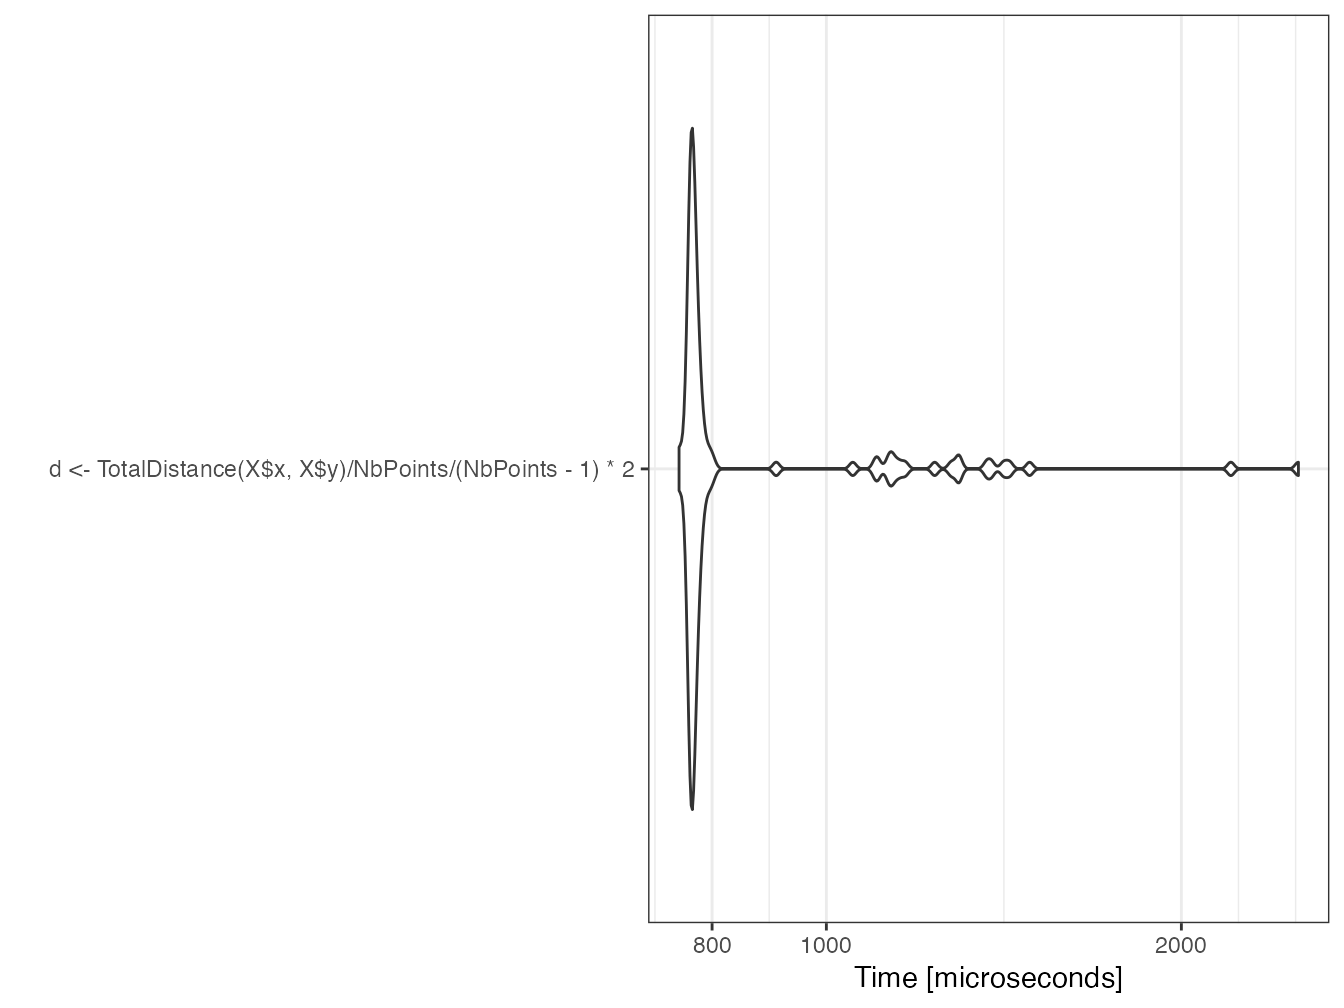 d <- TotalDistance(X$x, X$y)/NbPoints/(NbPoints - 1) * 2
800 1000 2000
Time [microseconds]